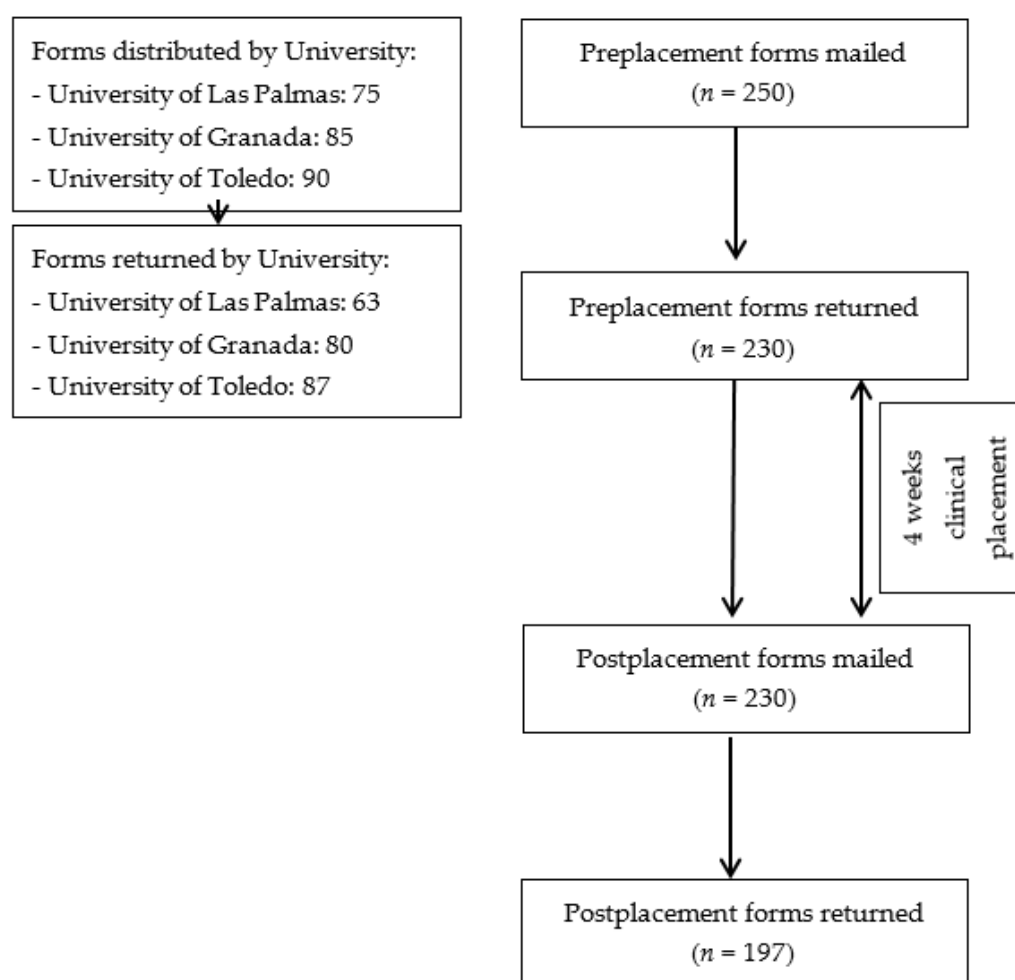 Forms distributed by University:
- University of Las Palmas: 75
- University of Granada: 85
- University of Toledo: 90
Forms returned by University:
- University of Las Palmas: 63
- University of Granada: 80
- University of Toledo: 87
Preplacement forms mailed
(n = 250)
Preplacement forms returned
(n = 230)
4 weeks
clinical
placement
Postplacement forms mailed
(n = 230)
Postplacement forms returned
(n = 197)